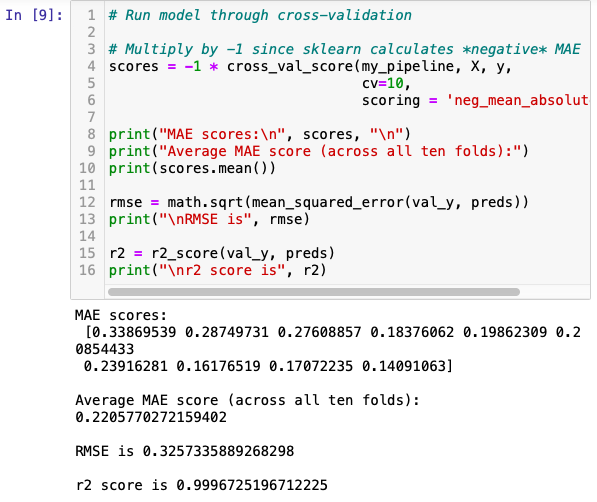 In [9]:
1 # Run model through cross-validation
2
3 # Multiply by -1 since sklearn calculates *negative* MAE
4 scores = -1 * cross_val_score(my_pipeline, X, y,
5                               cv=10,
6                               scoring = 'neg_mean_absolut
7
8 print("MAE scores:\n", scores, "\n")
9 print("Average MAE score (across all ten folds):")
10 print(scores.mean())
11
12 rmse = math.sqrt(mean_squared_error(val_y, preds))
13 print("\nRMSE is", rmse)
14
15 r2 = r2_score(val_y, preds)
16 print("\nr2 score is", r2)
MAE scores:
 [0.33869539 0.28749731 0.27608857 0.18376062 0.19862309 0.2
0854433
 0.23916281 0.16176519 0.17072235 0.14091063]
Average MAE score (across all ten folds):
0.2205770272159402
RMSE is 0.3257335889268298
r2 score is 0.9996725196712225